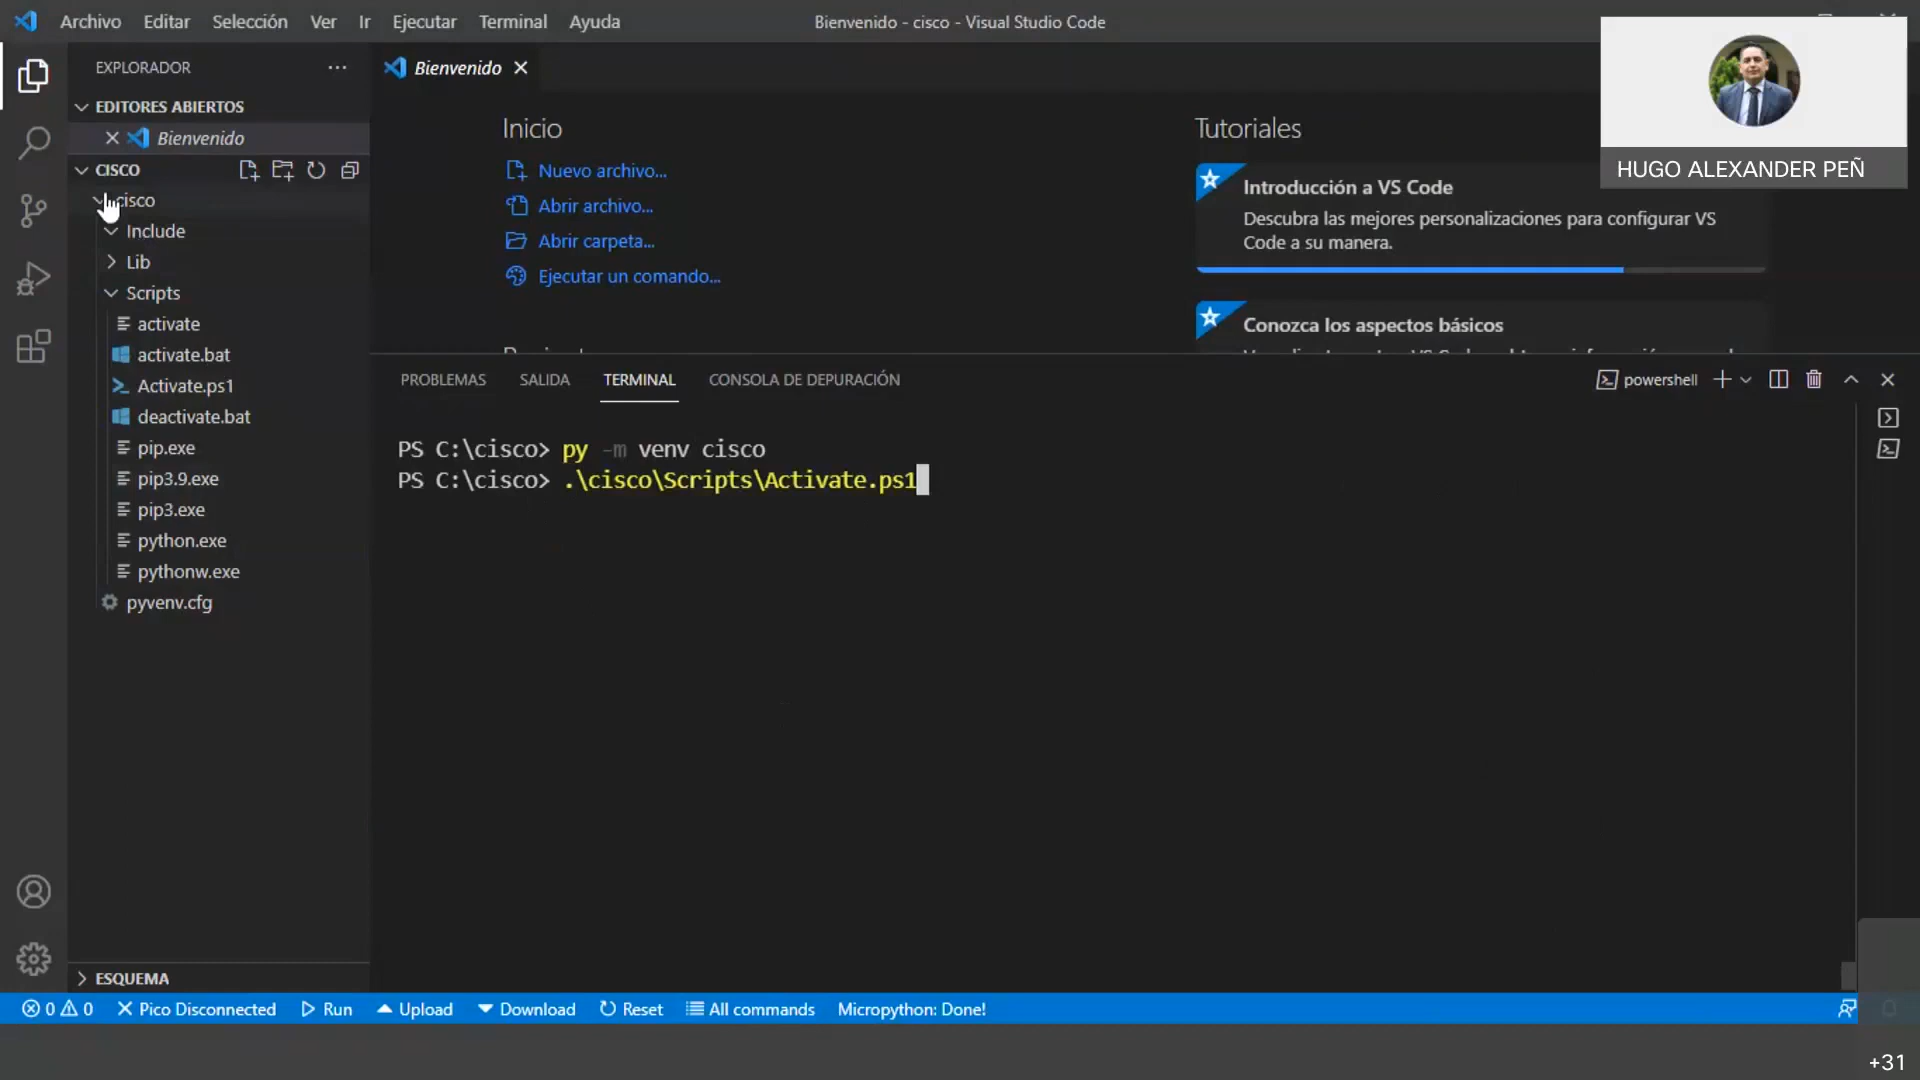 Archivo Editar Selección Ver Ir Ejecutar Terminal Ayuda
Bienvenido - cisco - Visual Studio Code
HUGO ALEXANDER PEÑ
EXPLORADOR
EDITORES ABIERTOS
Bienvenido
CISCO
cisco
Include
Lib
Scripts
activate
activate.bat
Activate.ps1
deactivate.bat
pip.exe
pip3.9.exe
pip3.exe
python.exe
pythonw.exe
pyvenv.cfg
ESQUEMA
Bienvenido
Inicio
Nuevo archivo...
Abrir archivo...
Abrir carpeta...
Ejecutar un comando...
Tutoriales
Introducción a VS Code
Descubra las mejores personalizaciones para configurar VS
Code a su manera.
Conozca los aspectos básicos
PROBLEMAS SALIDA TERMINAL CONSOLA DE DEPURACIÓN
powershell
PS C:\cisco> py -m venv cisco
PS C:\cisco> .\cisco\Scripts\Activate.ps1
0 0 Pico Disconnected Run Upload Download Reset All commands Micropython: Done!
+31